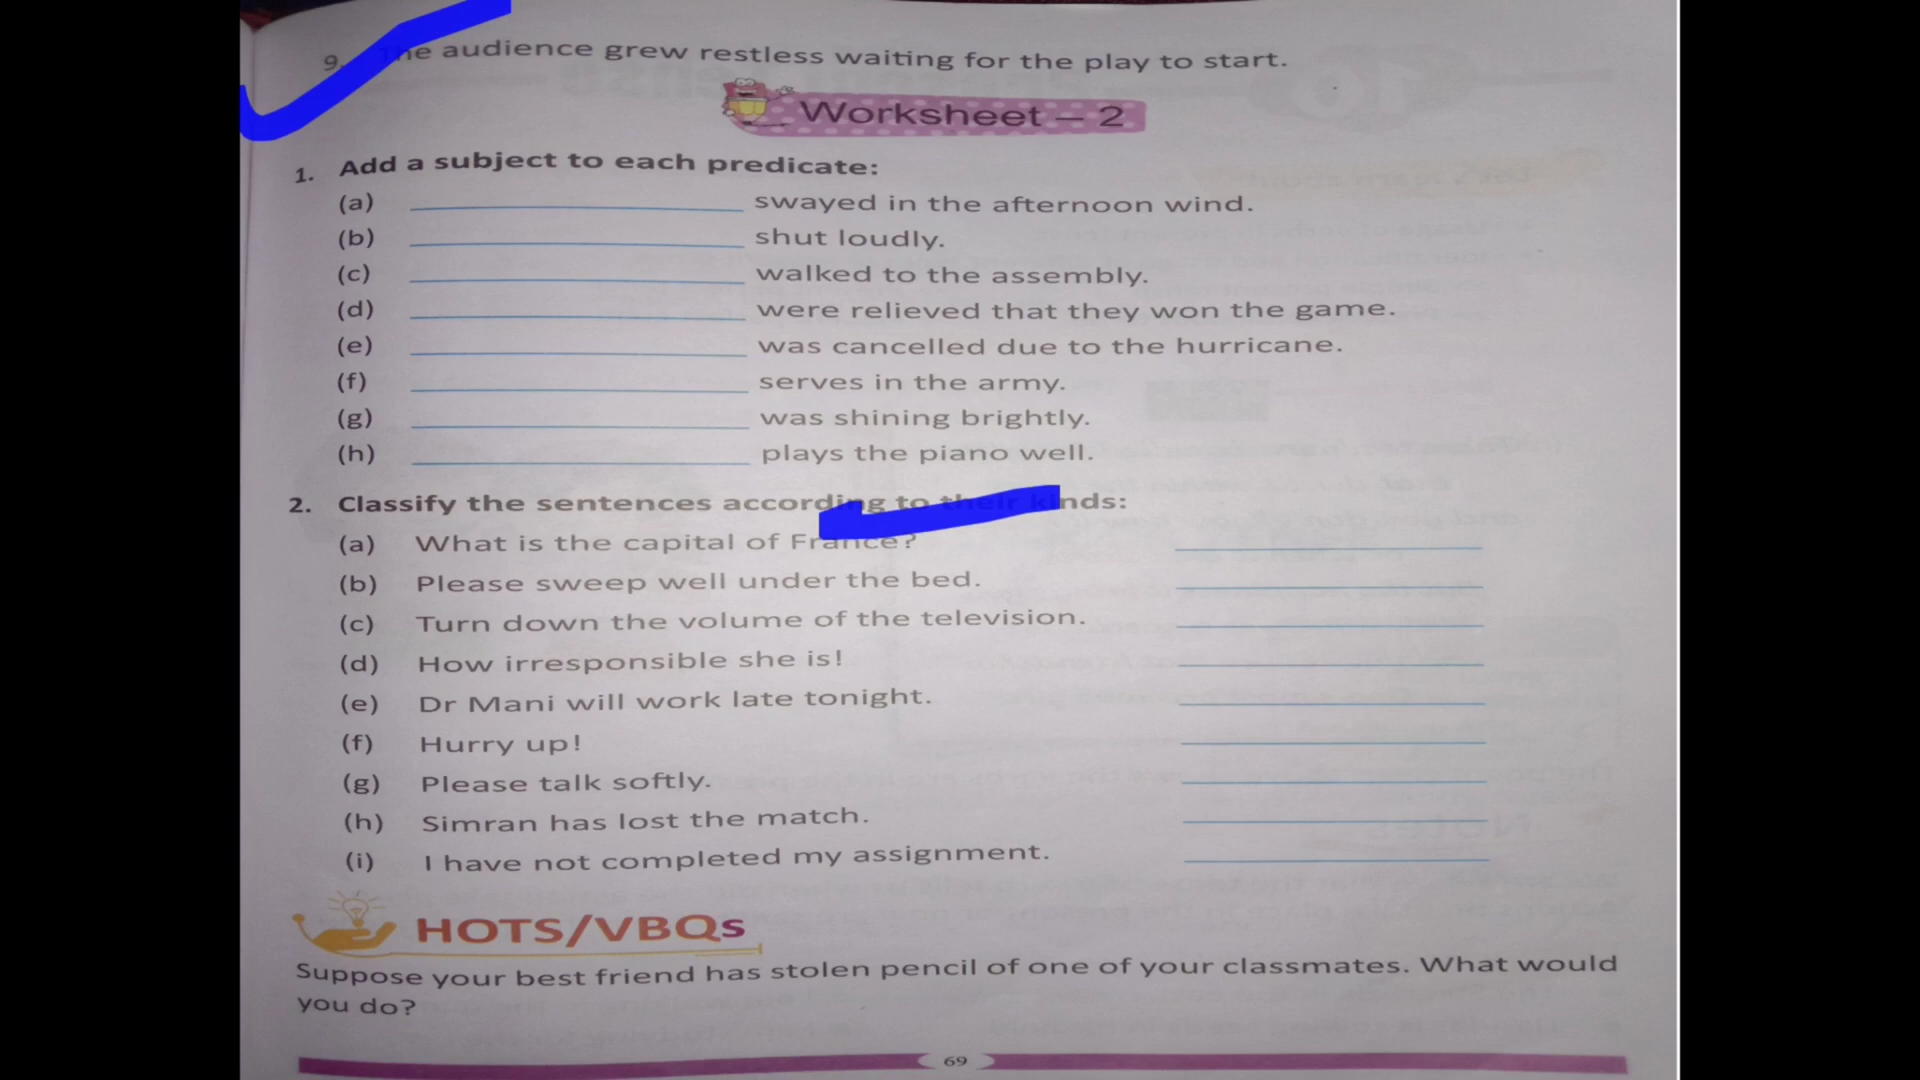 9. The audience grew restless waiting for the play to start.
Worksheet – 2
1. Add a subject to each predicate:
(a) swayed in the afternoon wind.
(b) shut loudly.
(c) walked to the assembly.
(d) were relieved that they won the game.
(e) was cancelled due to the hurricane.
(f) serves in the army.
(g) was shining brightly.
(h) plays the piano well.
2. Classify the sentences according to their kinds:
(a) What is the capital of France?
(b) Please sweep well under the bed.
(c) Turn down the volume of the television.
(d) How irresponsible she is!
(e) Dr Mani will work late tonight.
(f) Hurry up!
(g) Please talk softly.
(h) Simran has lost the match.
(i) I have not completed my assignment.
HOTS/VBQs
Suppose your best friend has stolen pencil of one of your classmates. What would
you do?
69